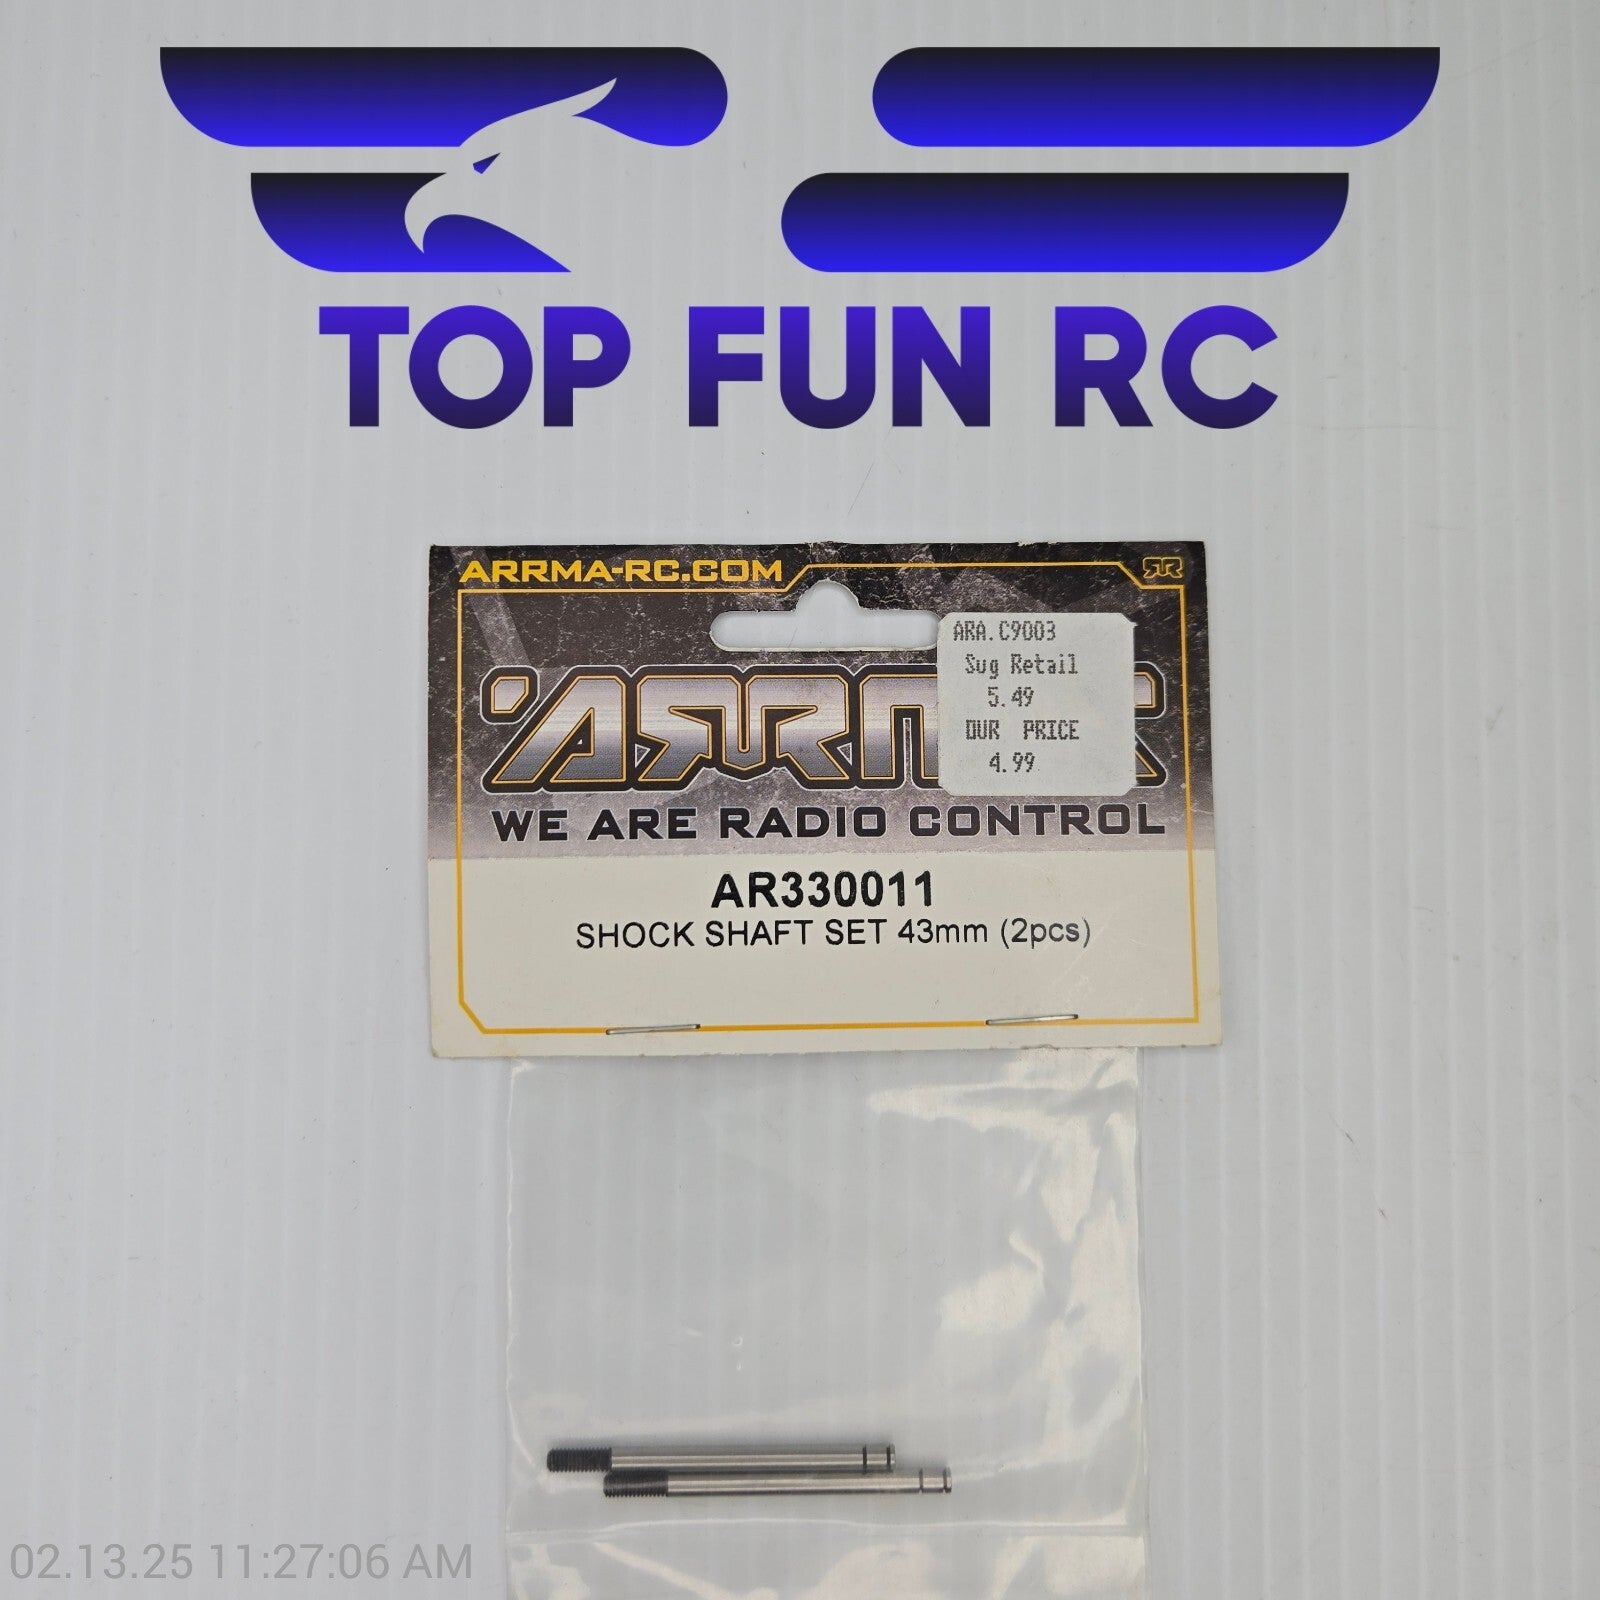 TOP FUN RC
ARRMA-RC.COM
ARA.C9003
Sug Retail
5.49
OUR PRICE
4.99
WE ARE RADIO CONTROL
AR330011
SHOCK SHAFT SET 43mm (2pcs)
02.13.25 11:27:06 AM